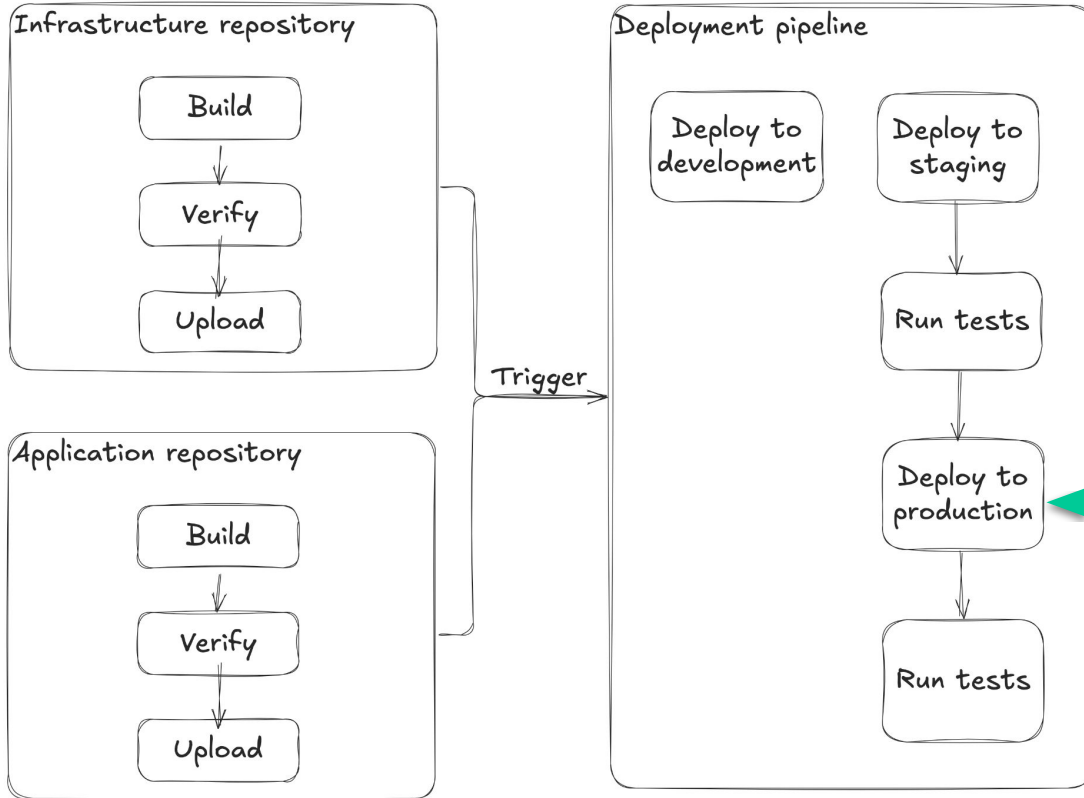 Infrastructure repository
Build
Verify
Upload
Application repository
Build
Verify
Upload
Trigger
Deployment pipeline
Deploy to
development
Deploy to
staging
Run tests
Deploy to
production
Run tests